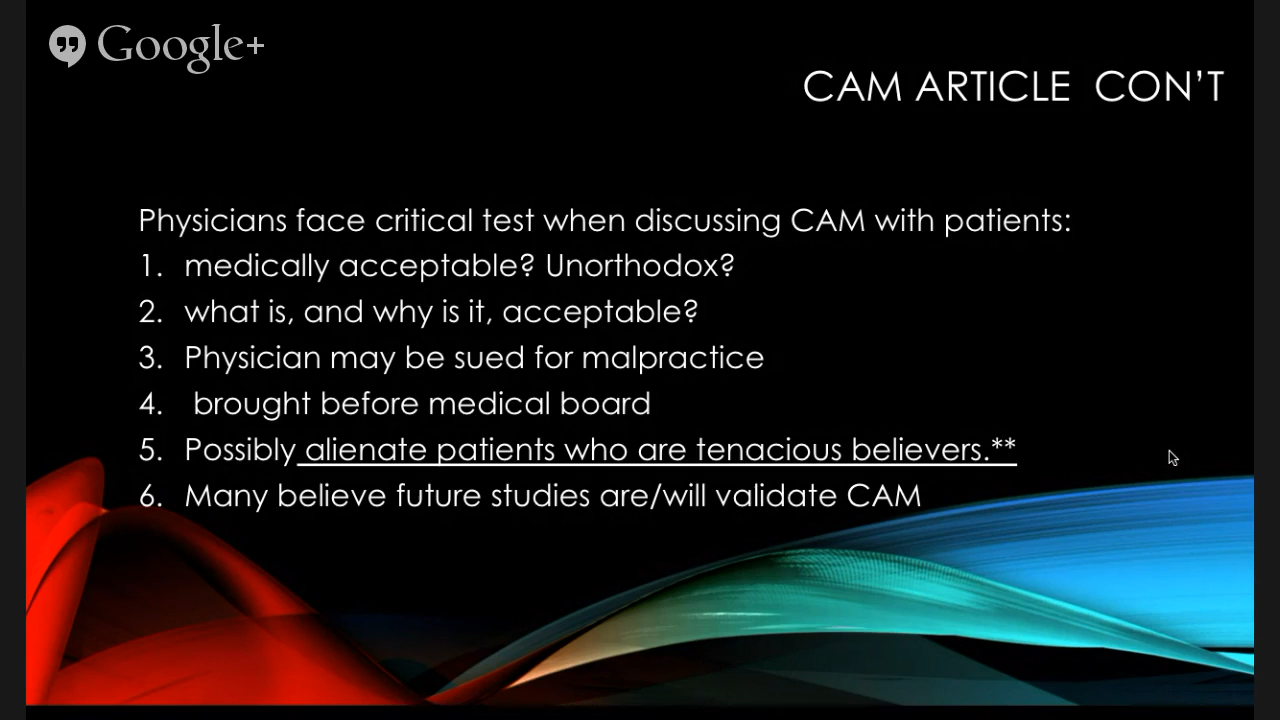 Google+
CAM ARTICLE CON’T
Physicians face critical test when discussing CAM with patients:
1. medically acceptable? Unorthodox?
2. what is, and why is it, acceptable?
3. Physician may be sued for malpractice
4. brought before medical board
5. Possibly alienate patients who are tenacious believers.**
6. Many believe future studies are/will validate CAM